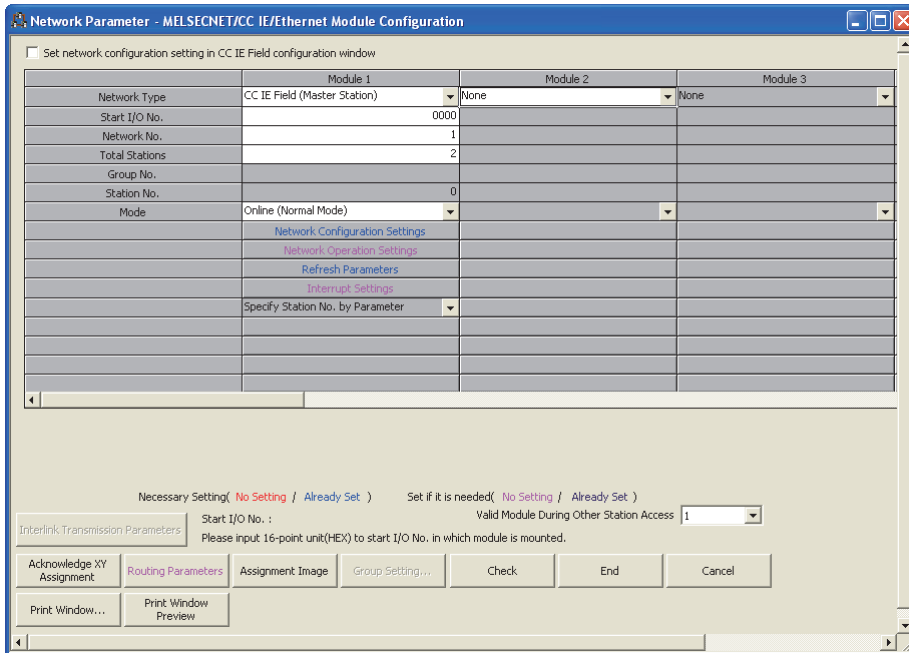 Network Parameter - MELSECNET/CC IE/Ethernet Module Configuration
Set network configuration setting in CC IE Field configuration window
Module 1 Module 2 Module 3
Network Type CC IE Field (Master Station) None None
Start I/O No. 0000
Network No. 1
Total Stations 2
Group No.
Station No. 0
Mode Online (Normal Mode)
Network Configuration Settings
Network Operation Settings
Refresh Parameters
Interrupt Settings
Specify Station No. by Parameter
Necessary Setting( No Setting / Already Set ) Set if it is needed( No Setting / Already Set )
Interlink Transmission Parameters
Start I/O No. : Valid Module During Other Station Access 1
Please input 16-point unit(HEX) to start I/O No. in which module is mounted.
Acknowledge XY
Assignment
Routing Parameters Assignment Image Group Setting... Check End Cancel
Print Window...
Print Window
Preview